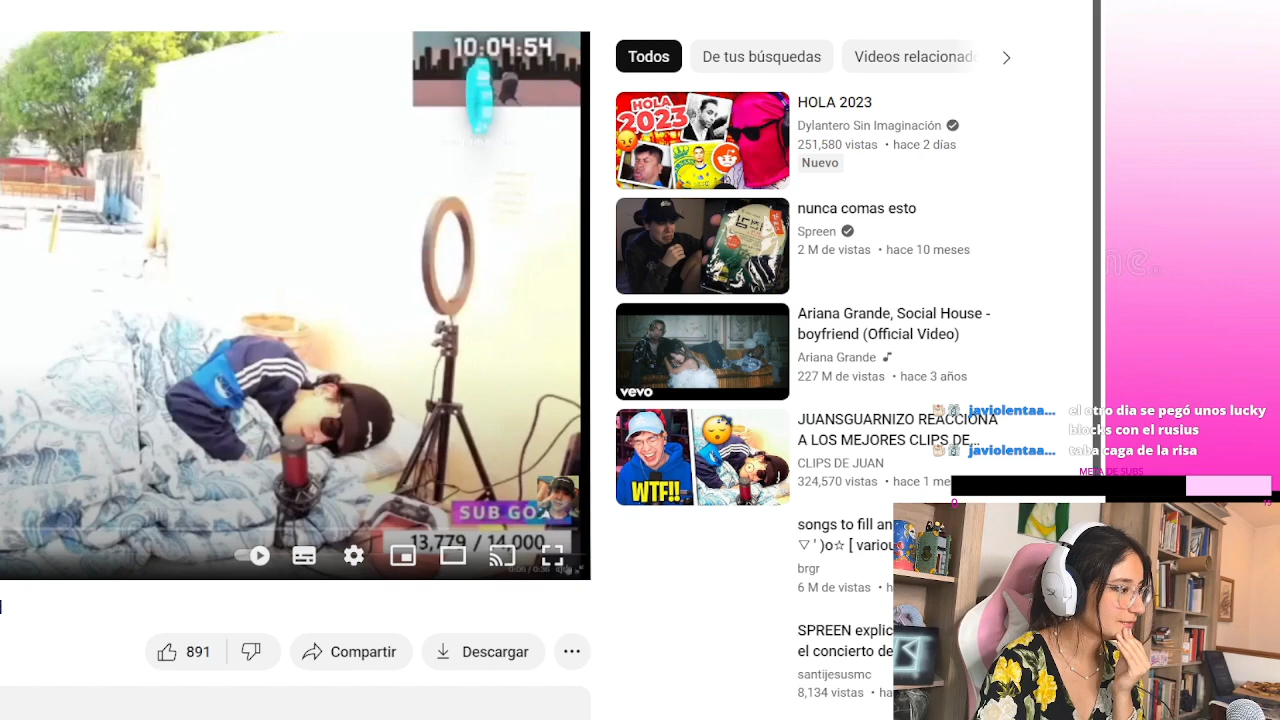 10:04:54
SUB GO
13,779 / 14,000
891
Compartir
Descargar
Todos
De tus búsquedas
Videos relacionad
HOLA
2023
HOLA 2023
Dylantero Sin Imaginación
251,580 vistas • hace 2 días
Nuevo
nunca comas esto
Spreen
2 M de vistas • hace 10 meses
vevo
Ariana Grande, Social House -
boyfriend (Official Video)
Ariana Grande
227 M de vistas • hace 3 años
WTF!!
JUANSGUARNIZO REACCIONA
A LOS MEJORES CLIPS DE...
CLIPS DE JUAN
324,570 vistas • hace 1 me
songs to fill an
▽ ' )o☆ [ variou
brgr
6 M de vistas • h
SPREEN explic
el concierto de
santijesusmc
8,134 vistas • ha
javiolentaa... el otro dia se pegó unos lucky
blocks con el rusius
javiolentaa... taba caga de la risa
META DE SUBS
0